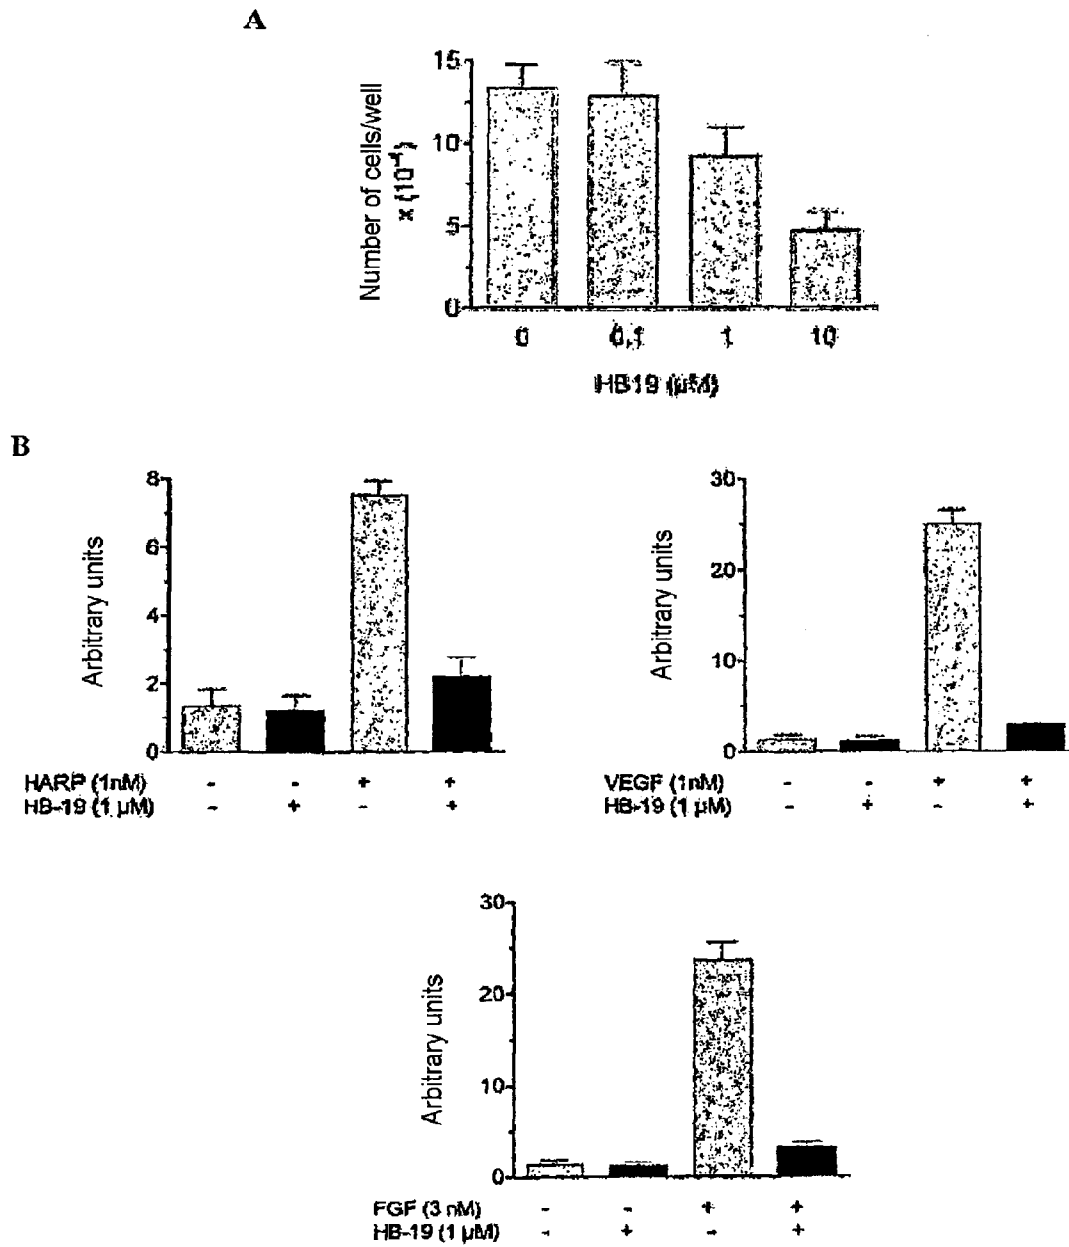 A
Number of cells/well
x (10⁻⁴)
15
10
5
0
0 0,1 1 10
HB19 (µM)
B
Arbitrary units
8
6
4
2
0
HARP (1nM) - - + +
HB-19 (1 µM) - + - +
Arbitrary units
30
20
10
0
VEGF (1nM) - - + +
HB-19 (1 µM) - + - +
Arbitrary units
30
20
10
0
FGF (3 nM) - - + +
HB-19 (1 µM) - + - +